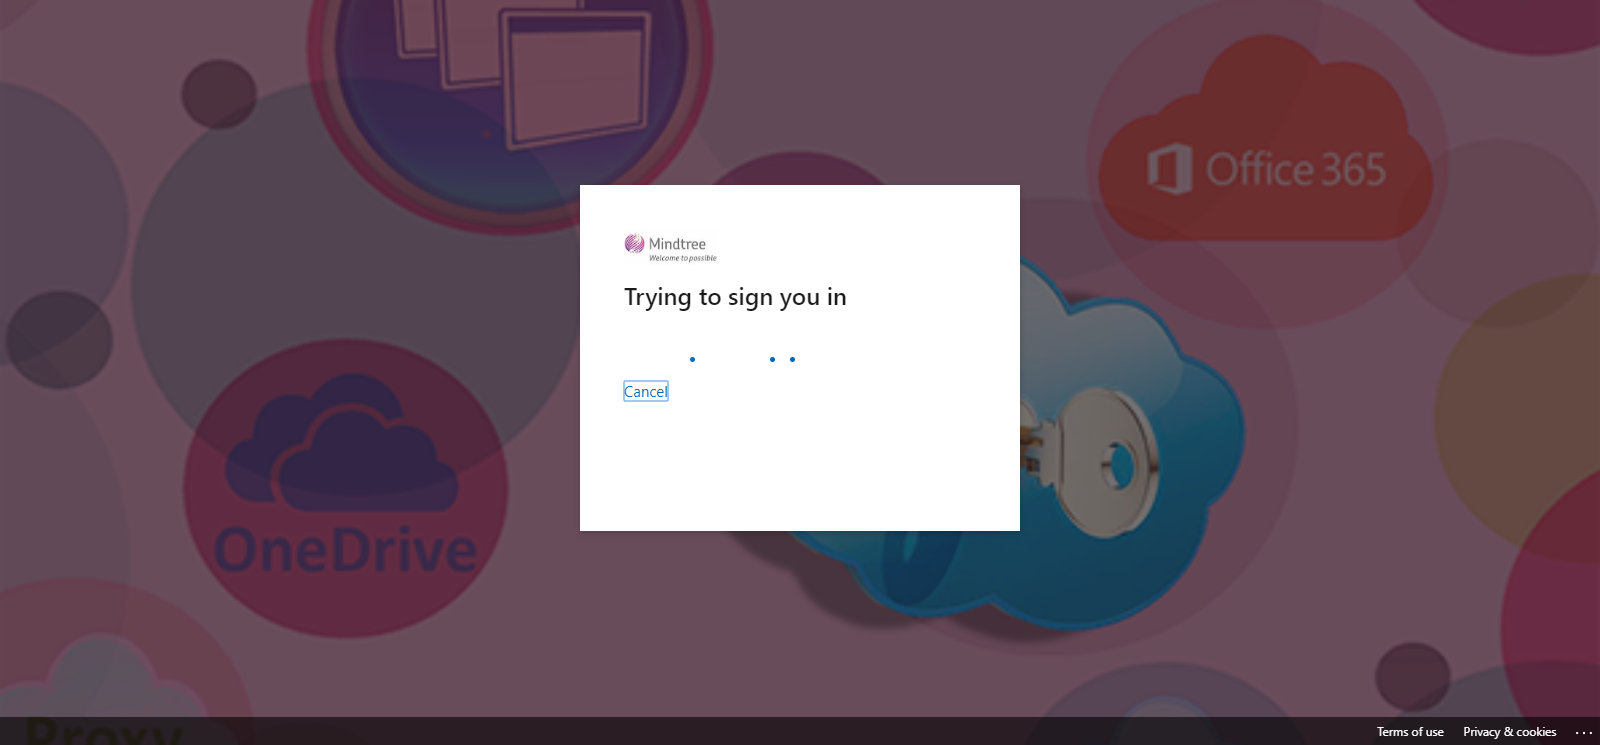 Office 365
Mindtree
Welcome to possible
Trying to sign you in
Cancel
OneDrive
Proxy
Terms of use
Privacy & cookies
...